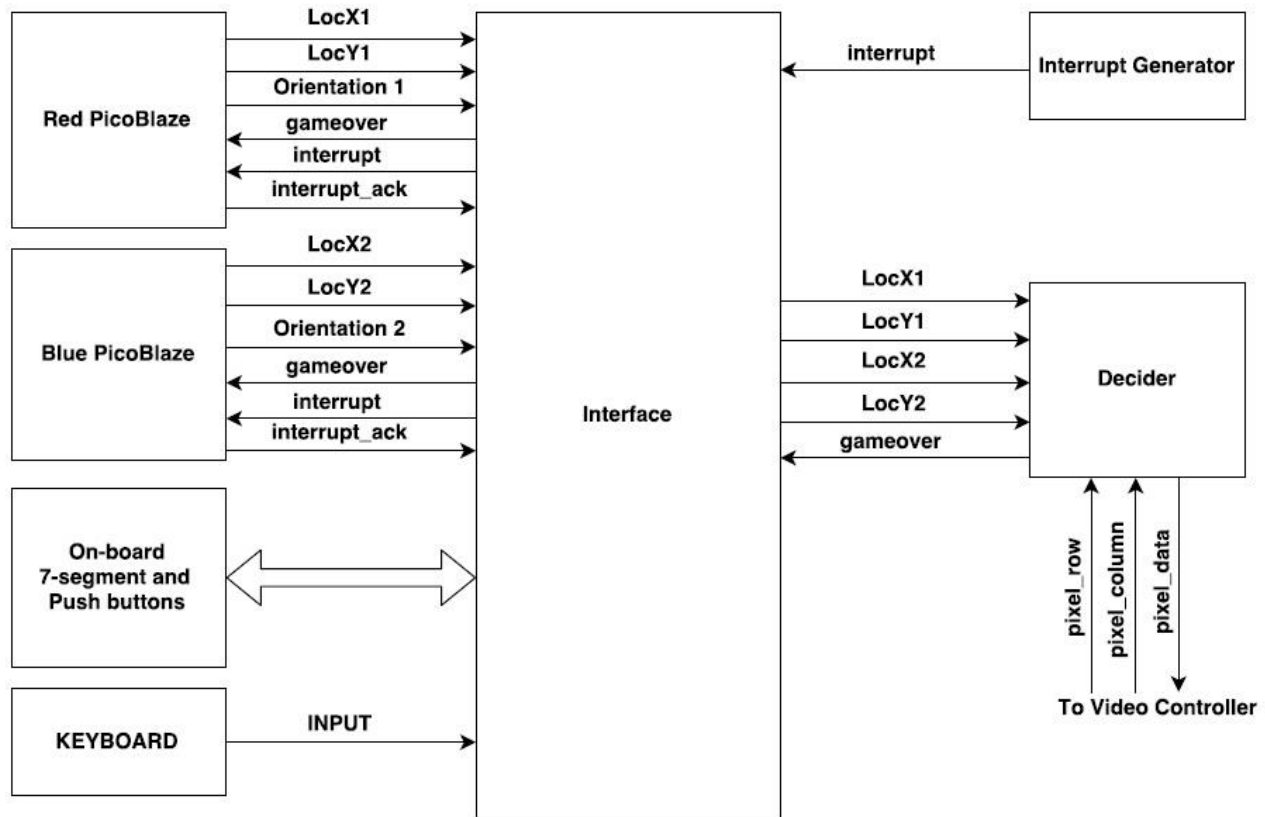 Red PicoBlaze
LocX1
LocY1
Orientation 1
gameover
interrupt
interrupt_ack
Blue PicoBlaze
LocX2
LocY2
Orientation 2
gameover
interrupt
interrupt_ack
On-board
7-segment and
Push buttons
KEYBOARD
INPUT
Interface
interrupt
Interrupt Generator
LocX1
LocY1
LocX2
LocY2
gameover
Decider
pixel_row
pixel_column
pixel_data
To Video Controller